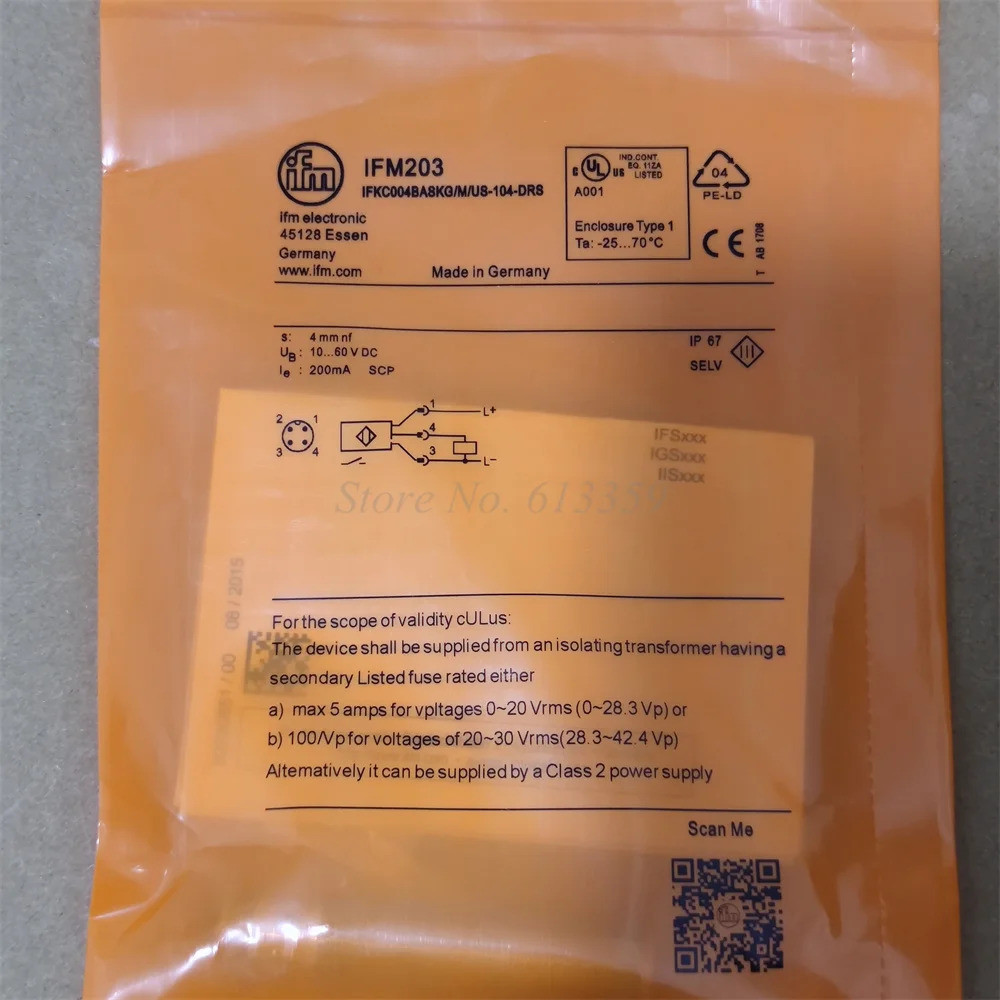 ifm
IFM203
IFKC004BASKG/M/US-104-DRS
ifm electronic
45128 Essen
Germany
www.ifm.com
Made in Germany
C UL US
IND.CONT.
EQ. 11ZA
LISTED
A001
Enclosure Type 1
Ta: -25...70°C
04
PE-LD
CE
T AB 1708
s: 4 mm nf
UB: 10...60 V DC
Ie : 200mA SCP
IP 67
III
SELV
2 1
3 4
1 L+
4
3 L−
IFSxxx
IGSxxx
IISxxx
Store No. 613359
08 / 2015
/ 00
For the scope of validity cULus:
The device shall be supplied from an isolating transformer having a
secondary Listed fuse rated either
a) max 5 amps for vpltages 0~20 Vrms (0~28.3 Vp) or
b) 100/Vp for voltages of 20~30 Vrms(28.3~42.4 Vp)
Altematively it can be supplied by a Class 2 power supply
Scan Me
ifm